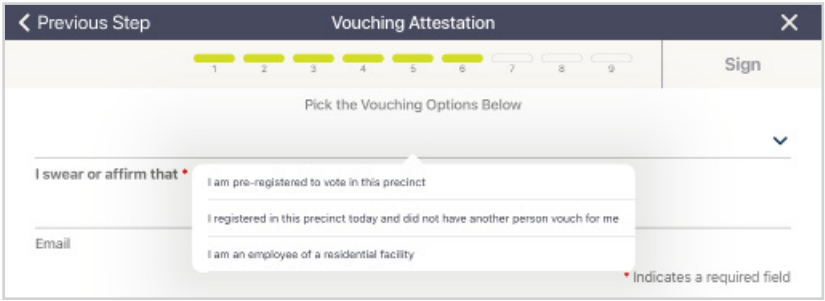 Previous Step Vouching Attestation
1 2 3 4 5 6 7 8 9 Sign
Pick the Vouching Options Below
I swear or affirm that *
I am pre-registered to vote in this precinct
I registered in this precinct today and did not have another person vouch for me
Email
I am an employee of a residential facility
* Indicates a required field